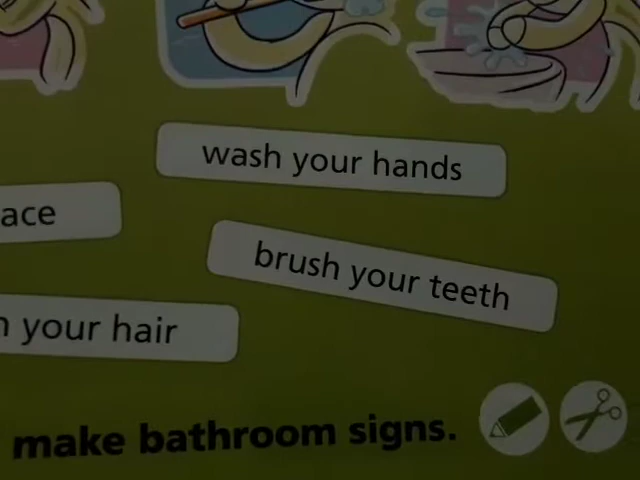 wash your hands
ace
brush your teeth
your hair
make bathroom signs.